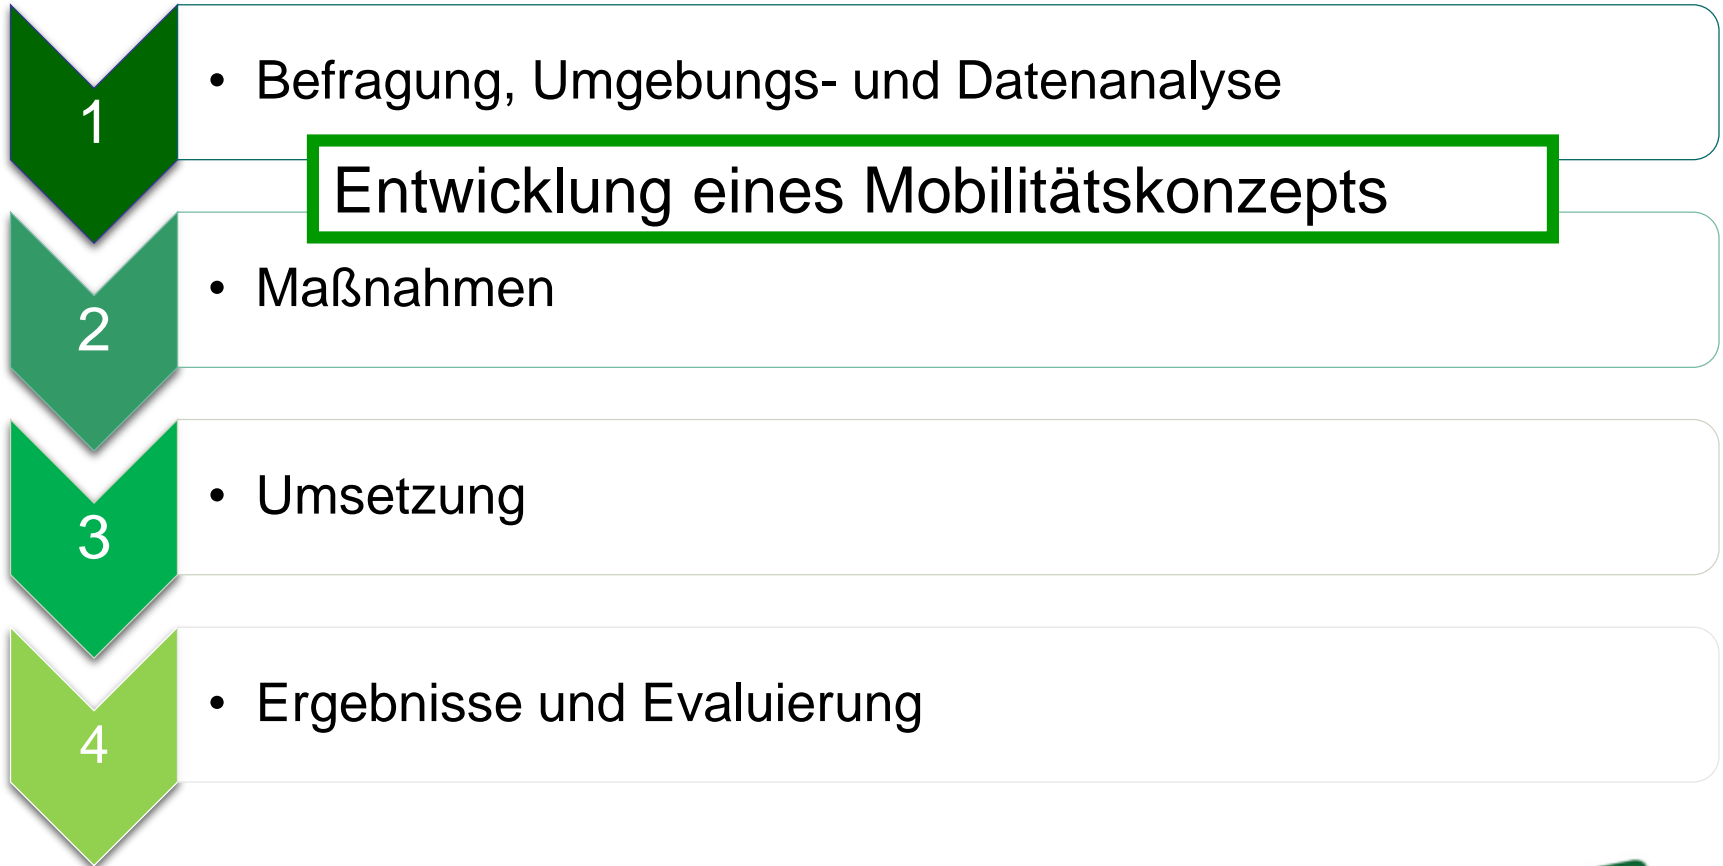 1
• Befragung, Umgebungs- und Datenanalyse
Entwicklung eines Mobilitätskonzepts
2
• Maßnahmen
3
• Umsetzung
4
• Ergebnisse und Evaluierung